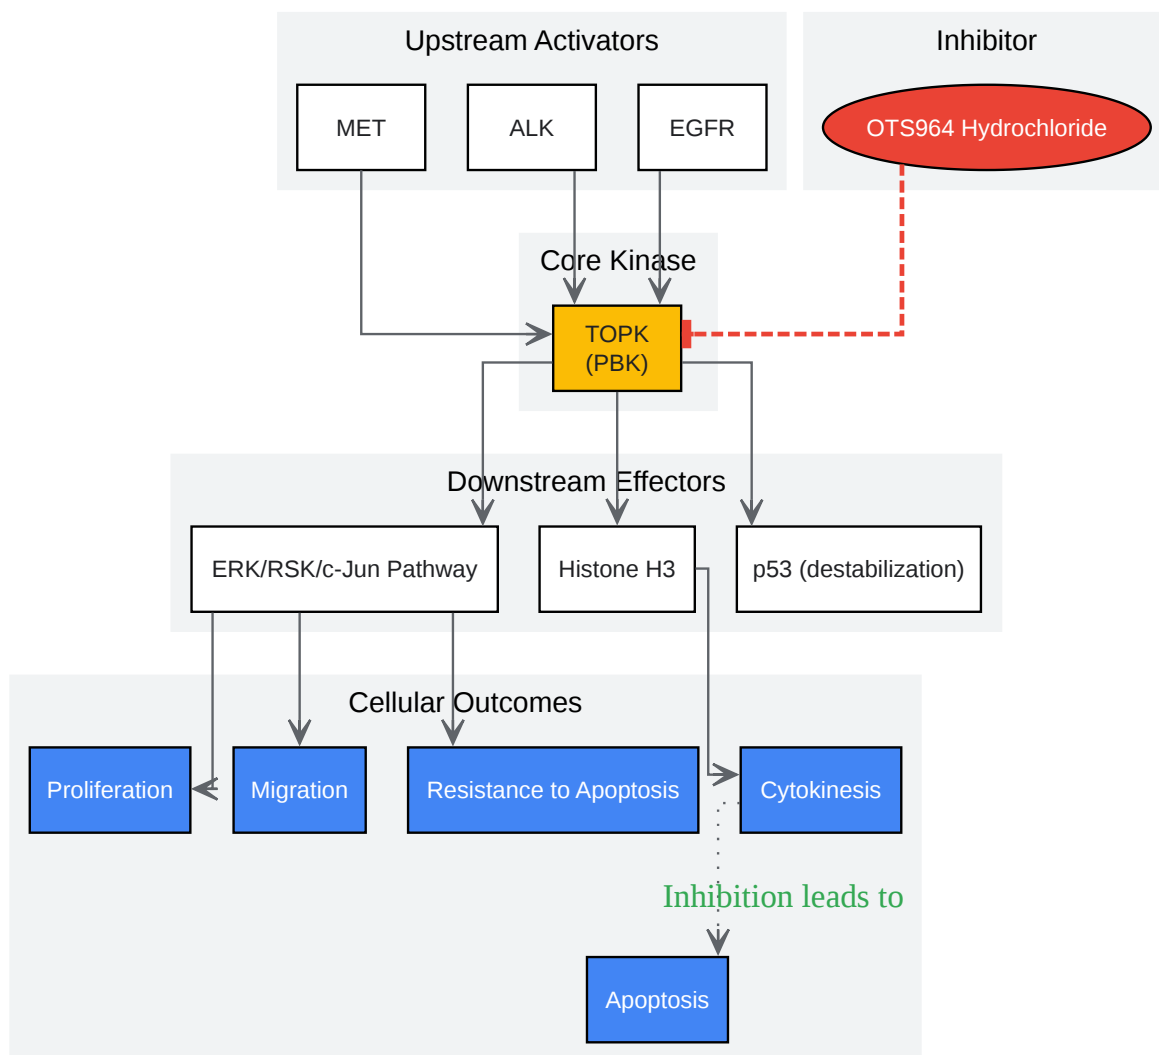 Upstream Activators
Inhibitor
MET
ALK
EGFR
OTS964 Hydrochloride
Core Kinase
TOPK
(PBK)
Downstream Effectors
ERK/RSK/c-Jun Pathway
Histone H3
p53 (destabilization)
Cellular Outcomes
Proliferation
Migration
Resistance to Apoptosis
Cytokinesis
Inhibition leads to
Apoptosis